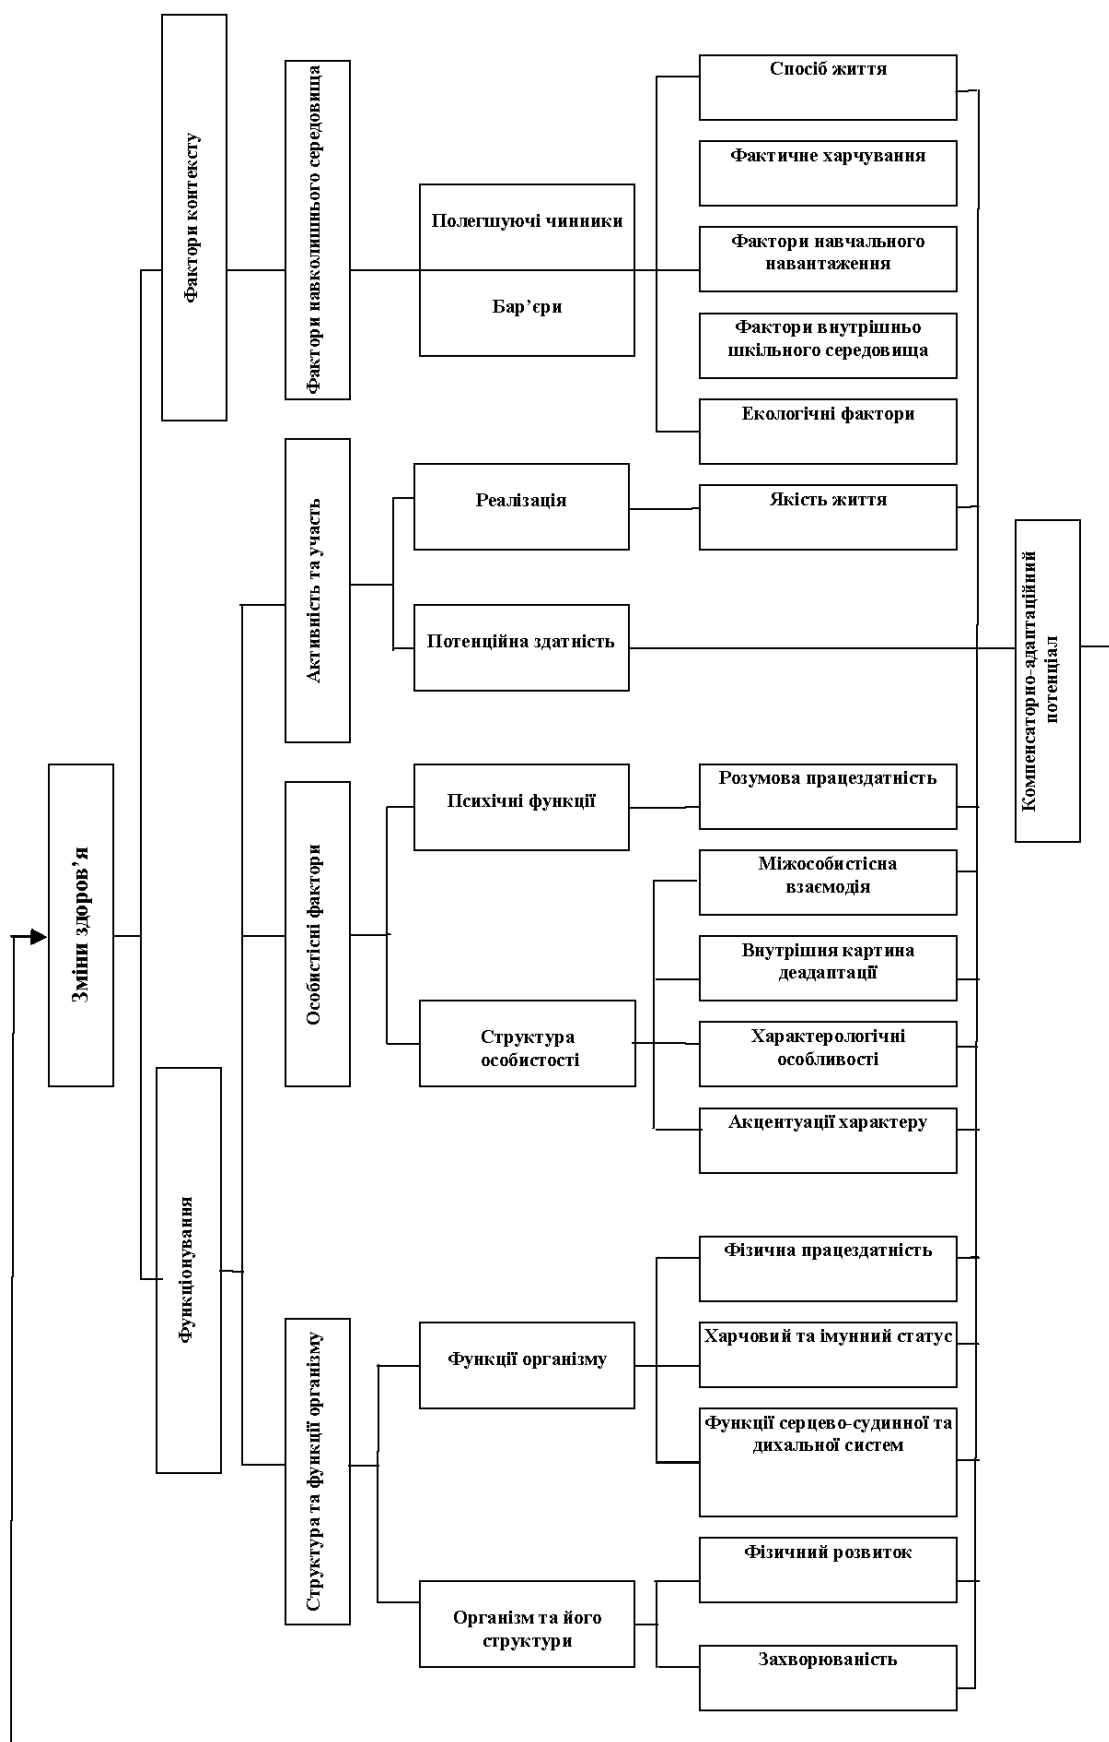 Зміни здоров’я
Фактори контексту
Функціонування
Фактори навколишнього середовища
Активність та участь
Особистісні фактори
Структура та функції організму
Полегшуючі чинники
Бар’єри
Реалізація
Потенційна здатність
Психічні функції
Структура
особистості
Функції організму
Організм та його
структури
Спосіб життя
Фактичне харчування
Фактори навчального
навантаження
Фактори внутрішньо
шкільного середовища
Екологічні фактори
Якість життя
Розумова працездатність
Міжособистісна
взаємодія
Внутрішня картина
деадаптації
Характерологічні
особливості
Акцентуації характеру
Фізична працездатність
Харчовий та імунний статус
Функції серцево-судинної та
дихальної систем
Фізичний розвиток
Захворюваність
Компенсаторно-адаптаційний
потенціал